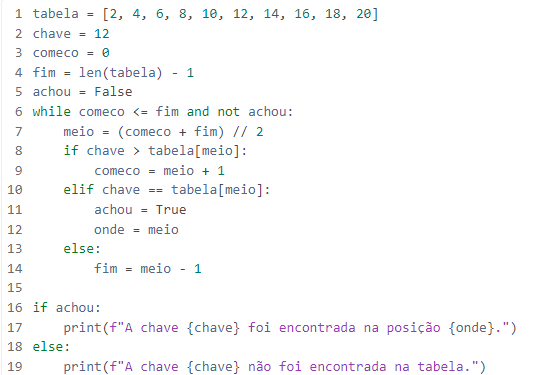 1 tabela = [2, 4, 6, 8, 10, 12, 14, 16, 18, 20]
2 chave = 12
3 comeco = 0
4 fim = len(tabela) - 1
5 achou = False
6 while comeco <= fim and not achou:
7     meio = (comeco + fim) // 2
8     if chave > tabela[meio]:
9         comeco = meio + 1
10     elif chave == tabela[meio]:
11         achou = True
12         onde = meio
13     else:
14         fim = meio - 1
15
16 if achou:
17     print(f"A chave {chave} foi encontrada na posição {onde}.")
18 else:
19     print(f"A chave {chave} não foi encontrada na tabela.")